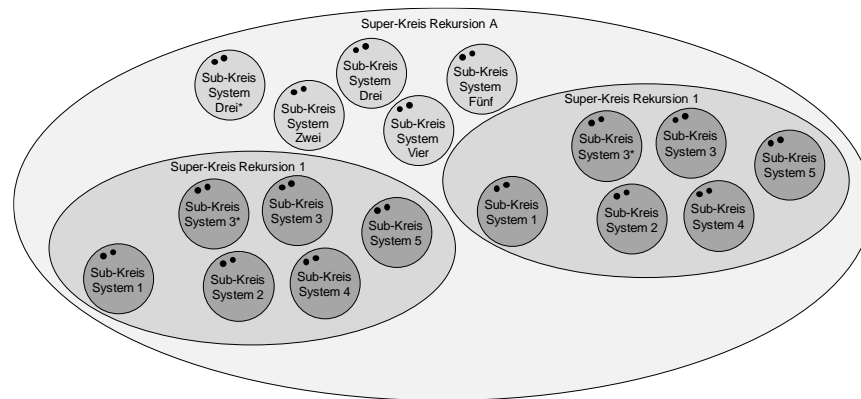 Super-Kreis Rekursion A
Sub-Kreis
System
Drei*
Sub-Kreis
System
Zwei
Sub-Kreis
System
Drei
Sub-Kreis
System
Vier
Sub-Kreis
System
Fünf
Super-Kreis Rekursion 1
Sub-Kreis
System 1
Sub-Kreis
System 3*
Sub-Kreis
System 2
Sub-Kreis
System 3
Sub-Kreis
System 4
Sub-Kreis
System 5
Super-Kreis Rekursion 1
Sub-Kreis
System 1
Sub-Kreis
System 3*
Sub-Kreis
System 2
Sub-Kreis
System 3
Sub-Kreis
System 4
Sub-Kreis
System 5